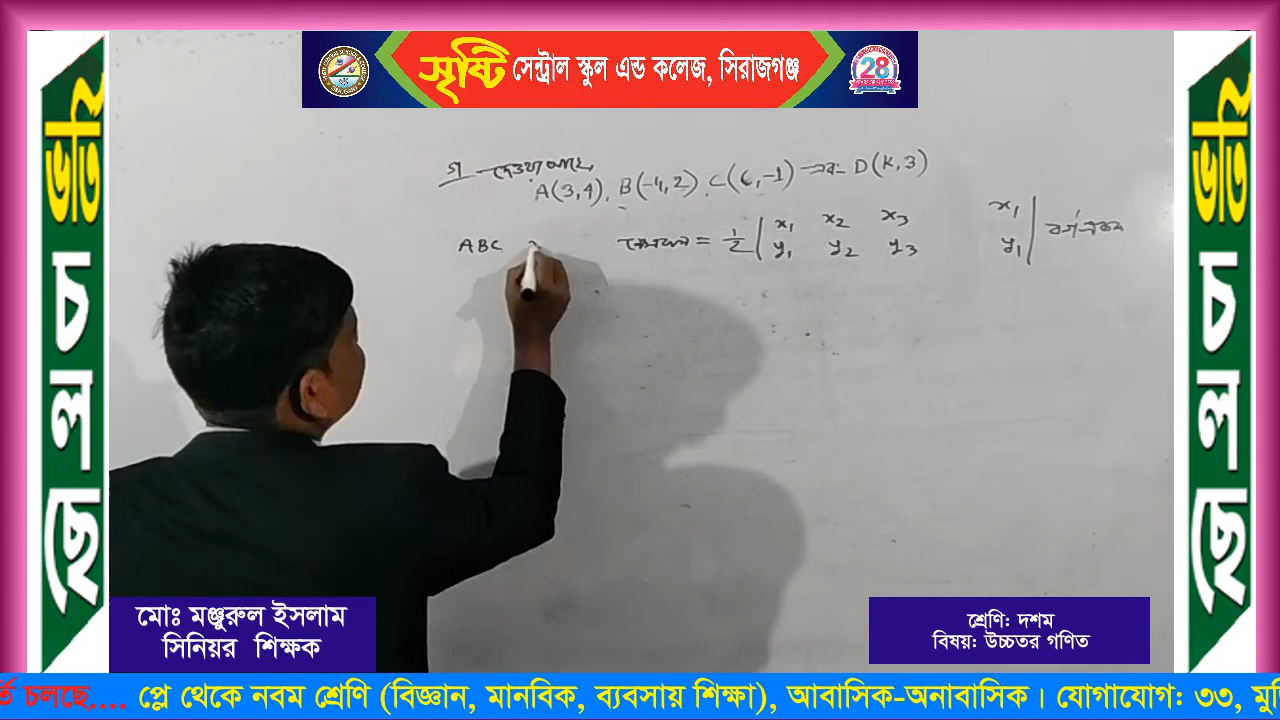 সৃষ্টি সেন্ট্রাল স্কুল এন্ড কলেজ, সিরাজগঞ্জ
28
ভর্তি চলছে
ভর্তি চলছে
গ দেওয়া আছে,
A(3,4), B(-4,2) C(6,-1) এবং D(K,3)
ABC
ক্ষেত্রফল = 1/2 | x₁ x₂ x₃ x₁ |
y₁ y₂ y₃ y₁ বর্গএকক
মোঃ মঞ্জুরুল ইসলাম
সিনিয়র শিক্ষক
শ্রেণি: দশম
বিষয়: উচ্চতর গণিত
র্তি চলছে.... প্লে থেকে নবম শ্রেণি (বিজ্ঞান, মানবিক, ব্যবসায় শিক্ষা), আবাসিক-অনাবাসিক। যোগাযোগ: ৩৩, মু